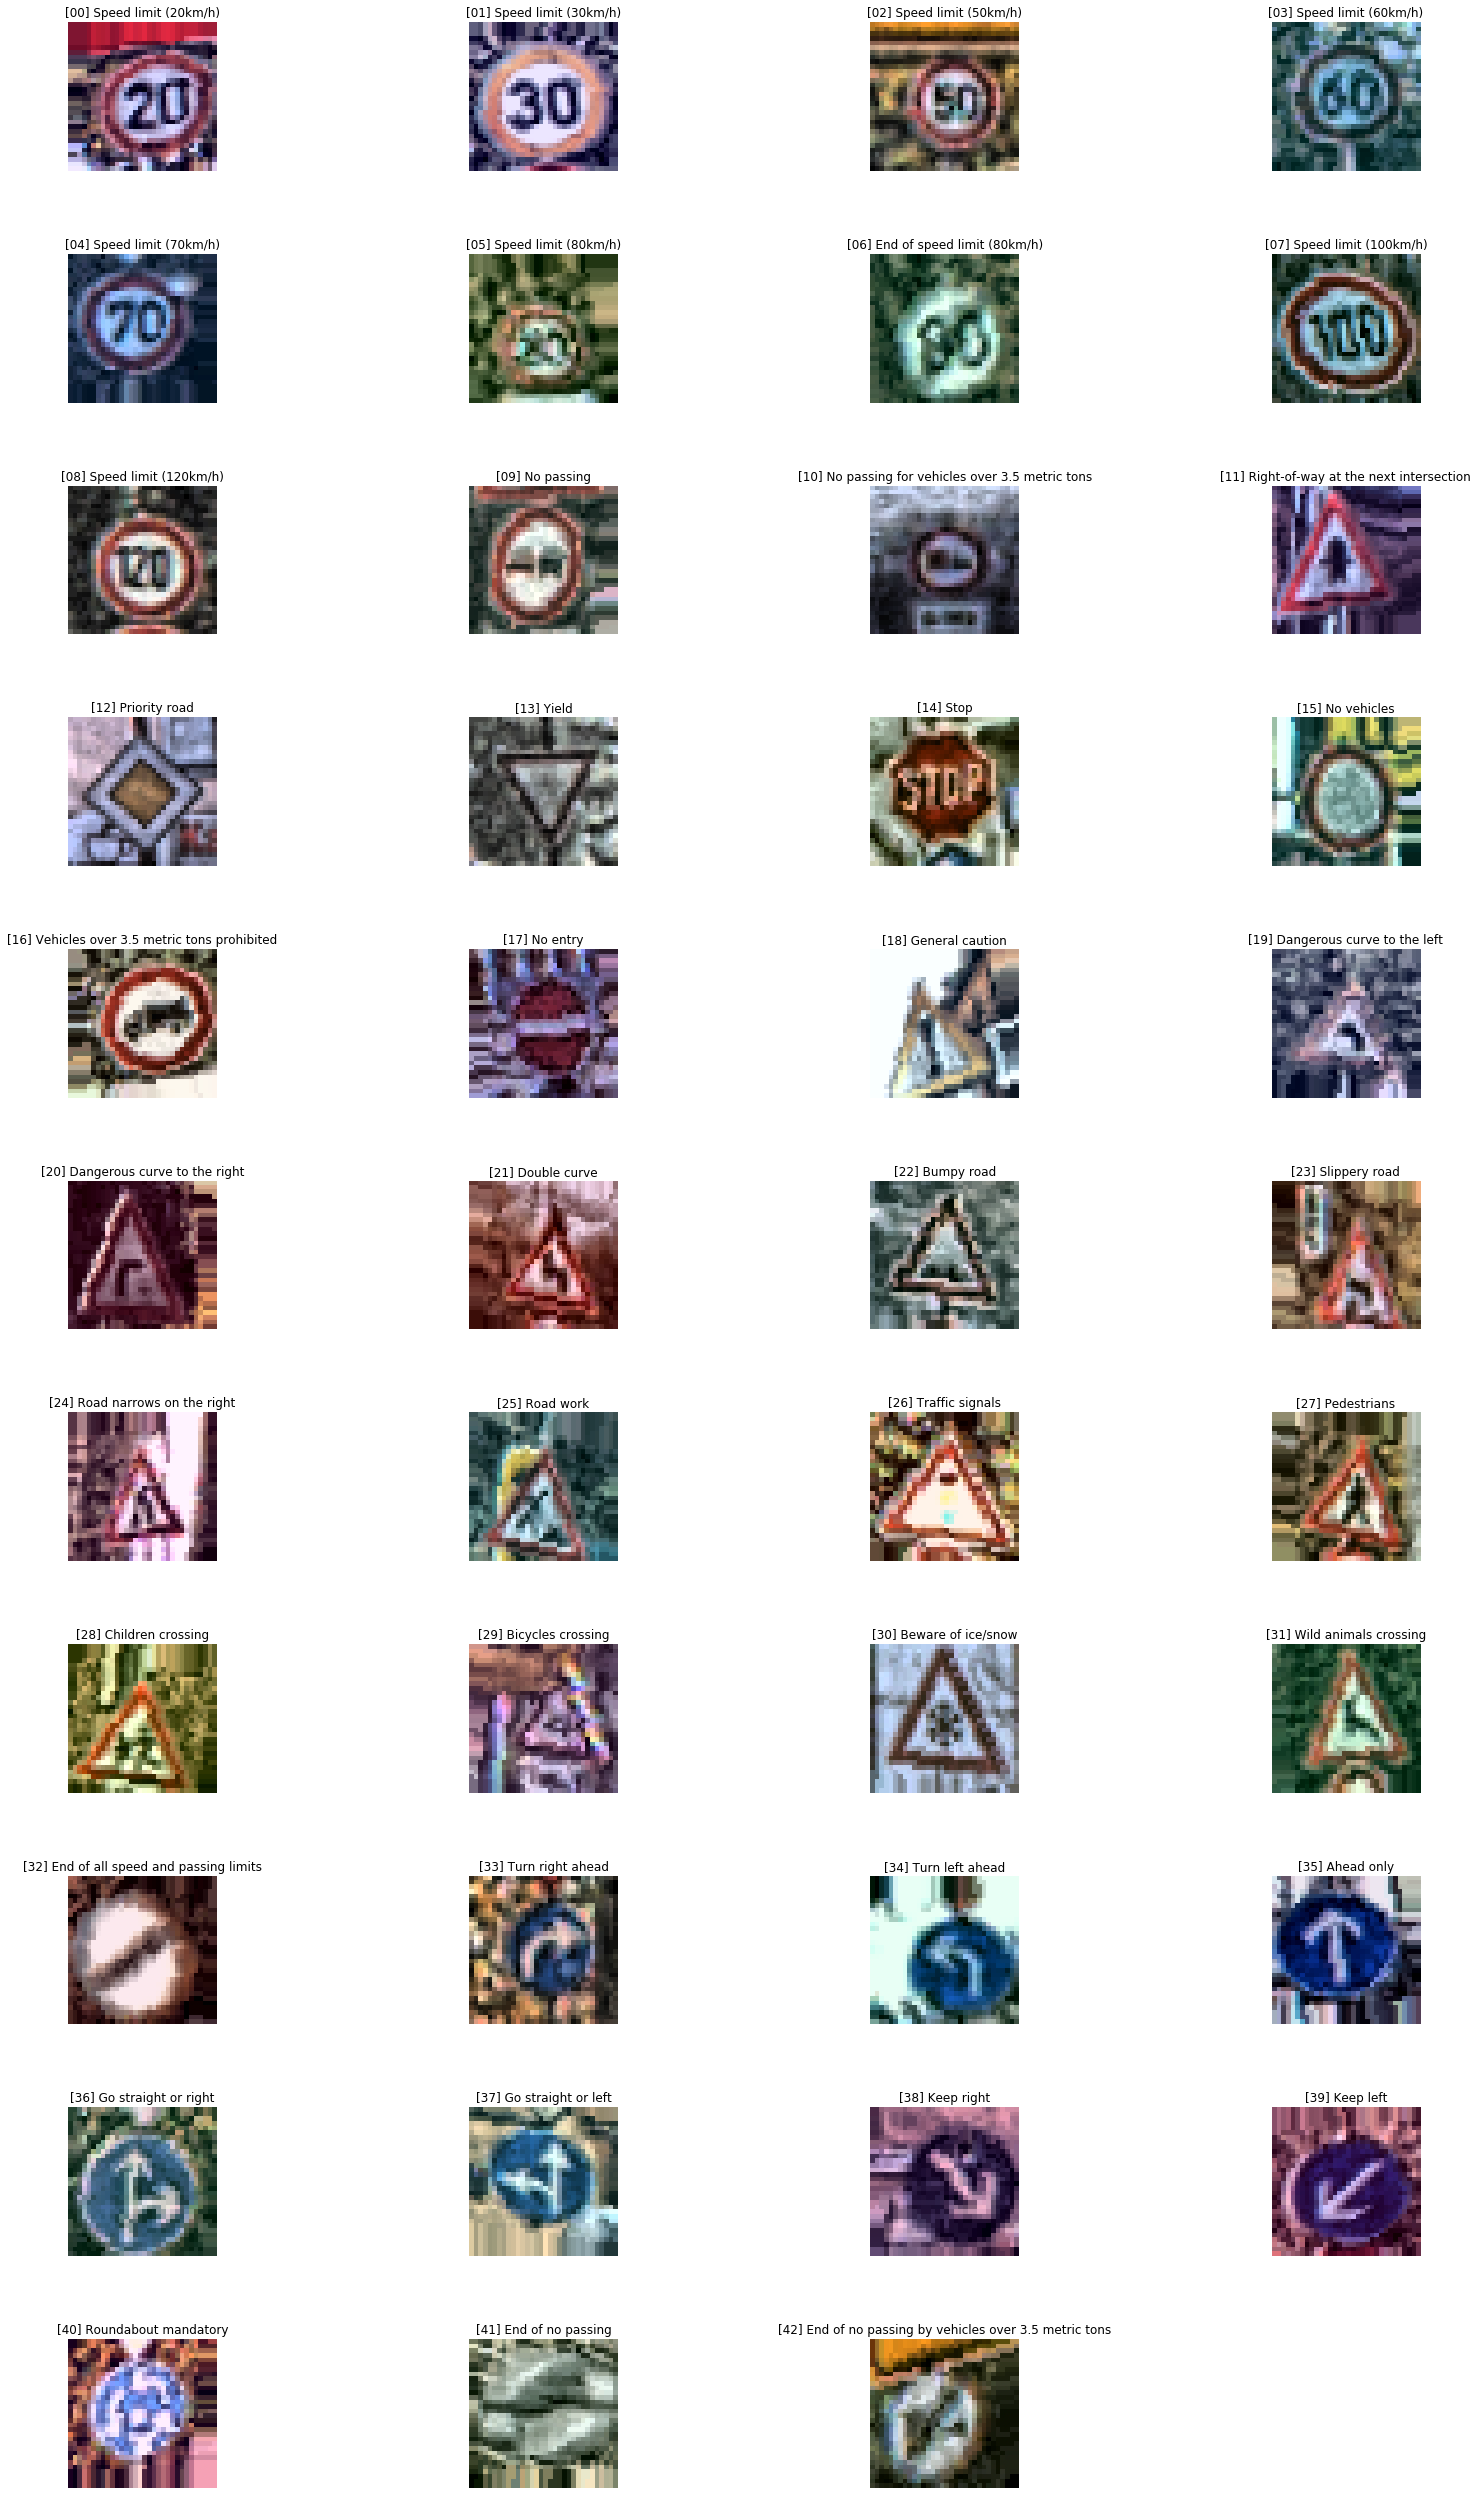 [00] Speed limit (20km/h)
[01] Speed limit (30km/h)
[02] Speed limit (50km/h)
[03] Speed limit (60km/h)
20
30
50
60
[04] Speed limit (70km/h)
[05] Speed limit (80km/h)
[06] End of speed limit (80km/h)
[07] Speed limit (100km/h)
70
80
80
100
[08] Speed limit (120km/h)
[09] No passing
[10] No passing for vehicles over 3.5 metric tons
[11] Right-of-way at the next intersection
120
[12] Priority road
[13] Yield
[14] Stop
[15] No vehicles
STOP
[16] Vehicles over 3.5 metric tons prohibited
[17] No entry
[18] General caution
[19] Dangerous curve to the left
[20] Dangerous curve to the right
[21] Double curve
[22] Bumpy road
[23] Slippery road
[24] Road narrows on the right
[25] Road work
[26] Traffic signals
[27] Pedestrians
[28] Children crossing
[29] Bicycles crossing
[30] Beware of ice/snow
[31] Wild animals crossing
[32] End of all speed and passing limits
[33] Turn right ahead
[34] Turn left ahead
[35] Ahead only
[36] Go straight or right
[37] Go straight or left
[38] Keep right
[39] Keep left
[40] Roundabout mandatory
[41] End of no passing
[42] End of no passing by vehicles over 3.5 metric tons